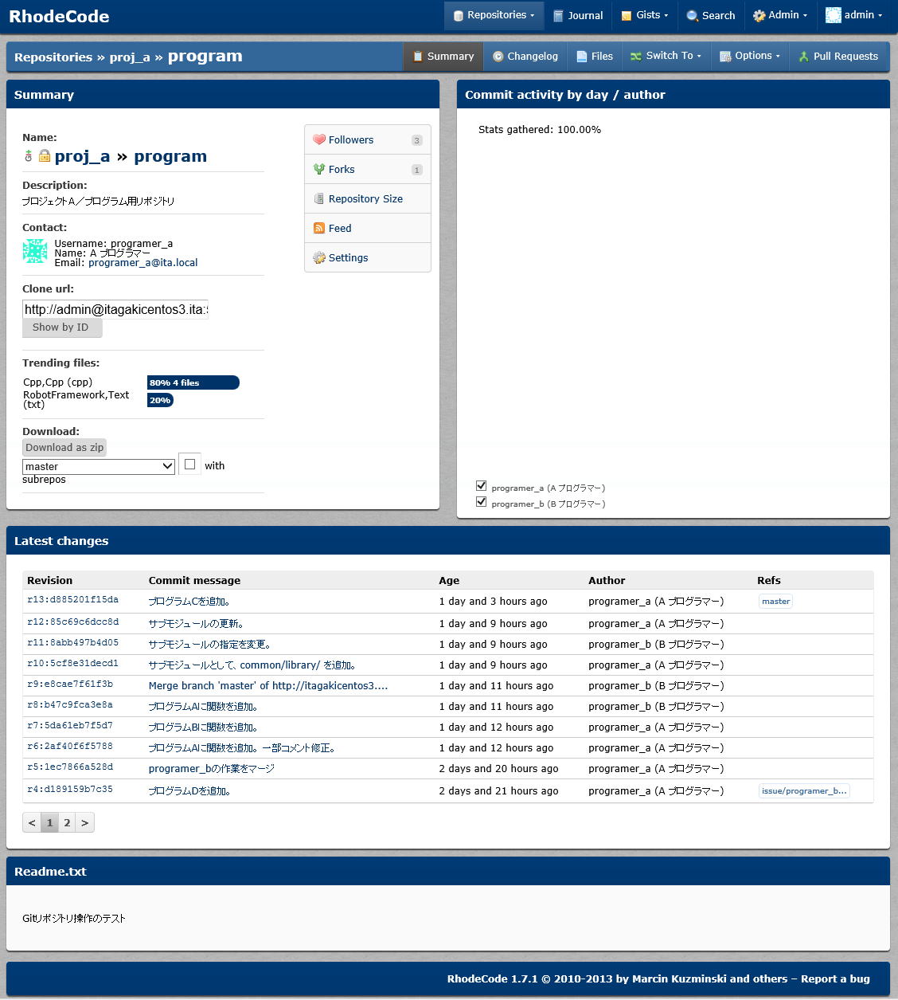 RhodeCode
Repositories
Journal
Gists
Search
Admin
admin
Repositories » proj_a » program
Summary
Changelog
Files
Switch To
Options
Pull Requests
Summary
Name:
proj_a » program
Description:
プロジェクトA／プログラム用リポジトリ
Contact:
Username: programer_a
Name: A プログラマー
Email: programer_a@ita.local
Clone url:
http://admin@itagakicentos3.ita:
Show by ID
Trending files:
Cpp,Cpp (cpp) 80% 4 files
RobotFramework,Text
(txt) 20%
Download:
Download as zip
master with
subrepos
Followers 3
Forks 1
Repository Size
Feed
Settings
Commit activity by day / author
Stats gathered: 100.00%
programer_a (A プログラマー)
programer_b (B プログラマー)
Latest changes
Revision Commit message Age Author Refs
r13:d885201f15da プログラムCを追加。 1 day and 3 hours ago programer_a (A プログラマー) master
r12:85c69c6dcc8d サブモジュールの更新。 1 day and 9 hours ago programer_a (A プログラマー)
r11:8abb497b4d05 サブモジュールの指定を変更。 1 day and 9 hours ago programer_b (B プログラマー)
r10:5cf8e31decd1 サブモジュールとして、common/library/ を追加。 1 day and 9 hours ago programer_a (A プログラマー)
r9:e8cae7f61f3b Merge branch 'master' of http://itagakicentos3.... 1 day and 11 hours ago programer_b (B プログラマー)
r8:b47c9fca3e8a プログラムAに関数を追加。 1 day and 11 hours ago programer_b (B プログラマー)
r7:5da61eb7f5d7 プログラムBに関数を追加。 1 day and 12 hours ago programer_a (A プログラマー)
r6:2af40f6f5788 プログラムAに関数を追加。一部コメント修正。 1 day and 12 hours ago programer_a (A プログラマー)
r5:1ec7866a528d programer_bの作業をマージ 2 days and 20 hours ago programer_a (A プログラマー)
r4:d189159b7c35 プログラムDを追加。 2 days and 21 hours ago programer_a (A プログラマー) issue/programer_b...
< 1 2 >
Readme.txt
Gitリポジトリ操作のテスト
RhodeCode 1.7.1 © 2010-2013 by Marcin Kuzminski and others – Report a bug